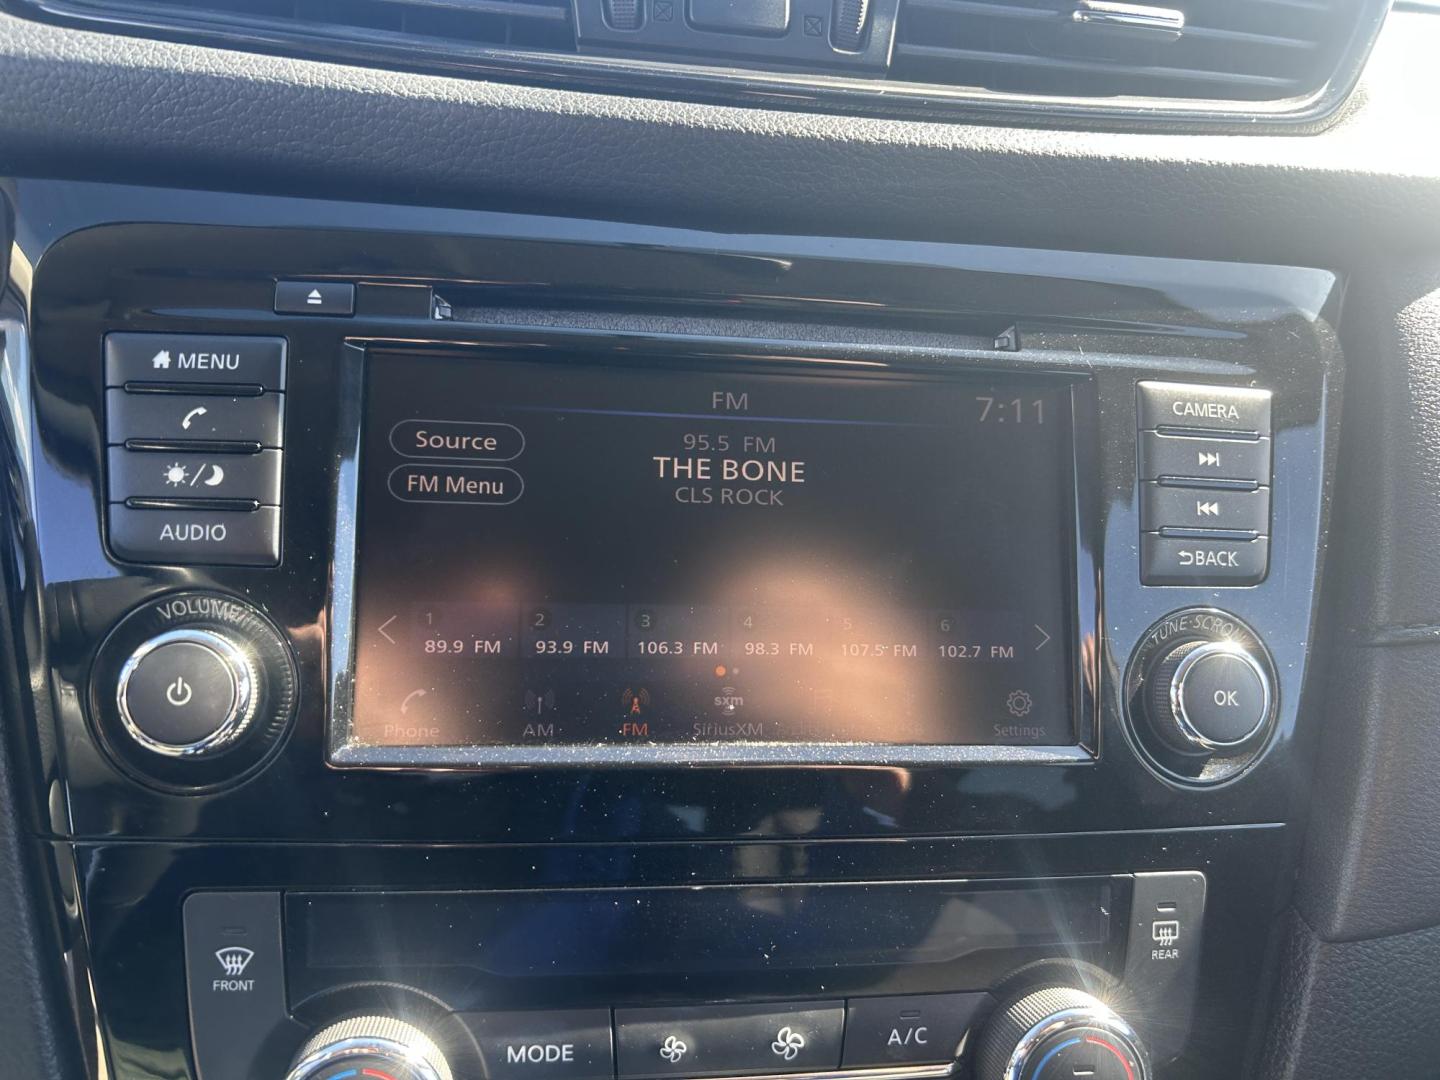 MENU
AUDIO
VOLUME
FM
7:11
Source
FM Menu
95.5 FM
THE BONE
CLS ROCK
1
89.9 FM
2
93.9 FM
3
106.3 FM
4
98.3 FM
5
107.5 FM
6
102.7 FM
Phone
AM
FM
sxm
SiriusXM
Settings
CAMERA
BACK
TUNE·SCROLL
OK
FRONT
MODE
A/C
REAR